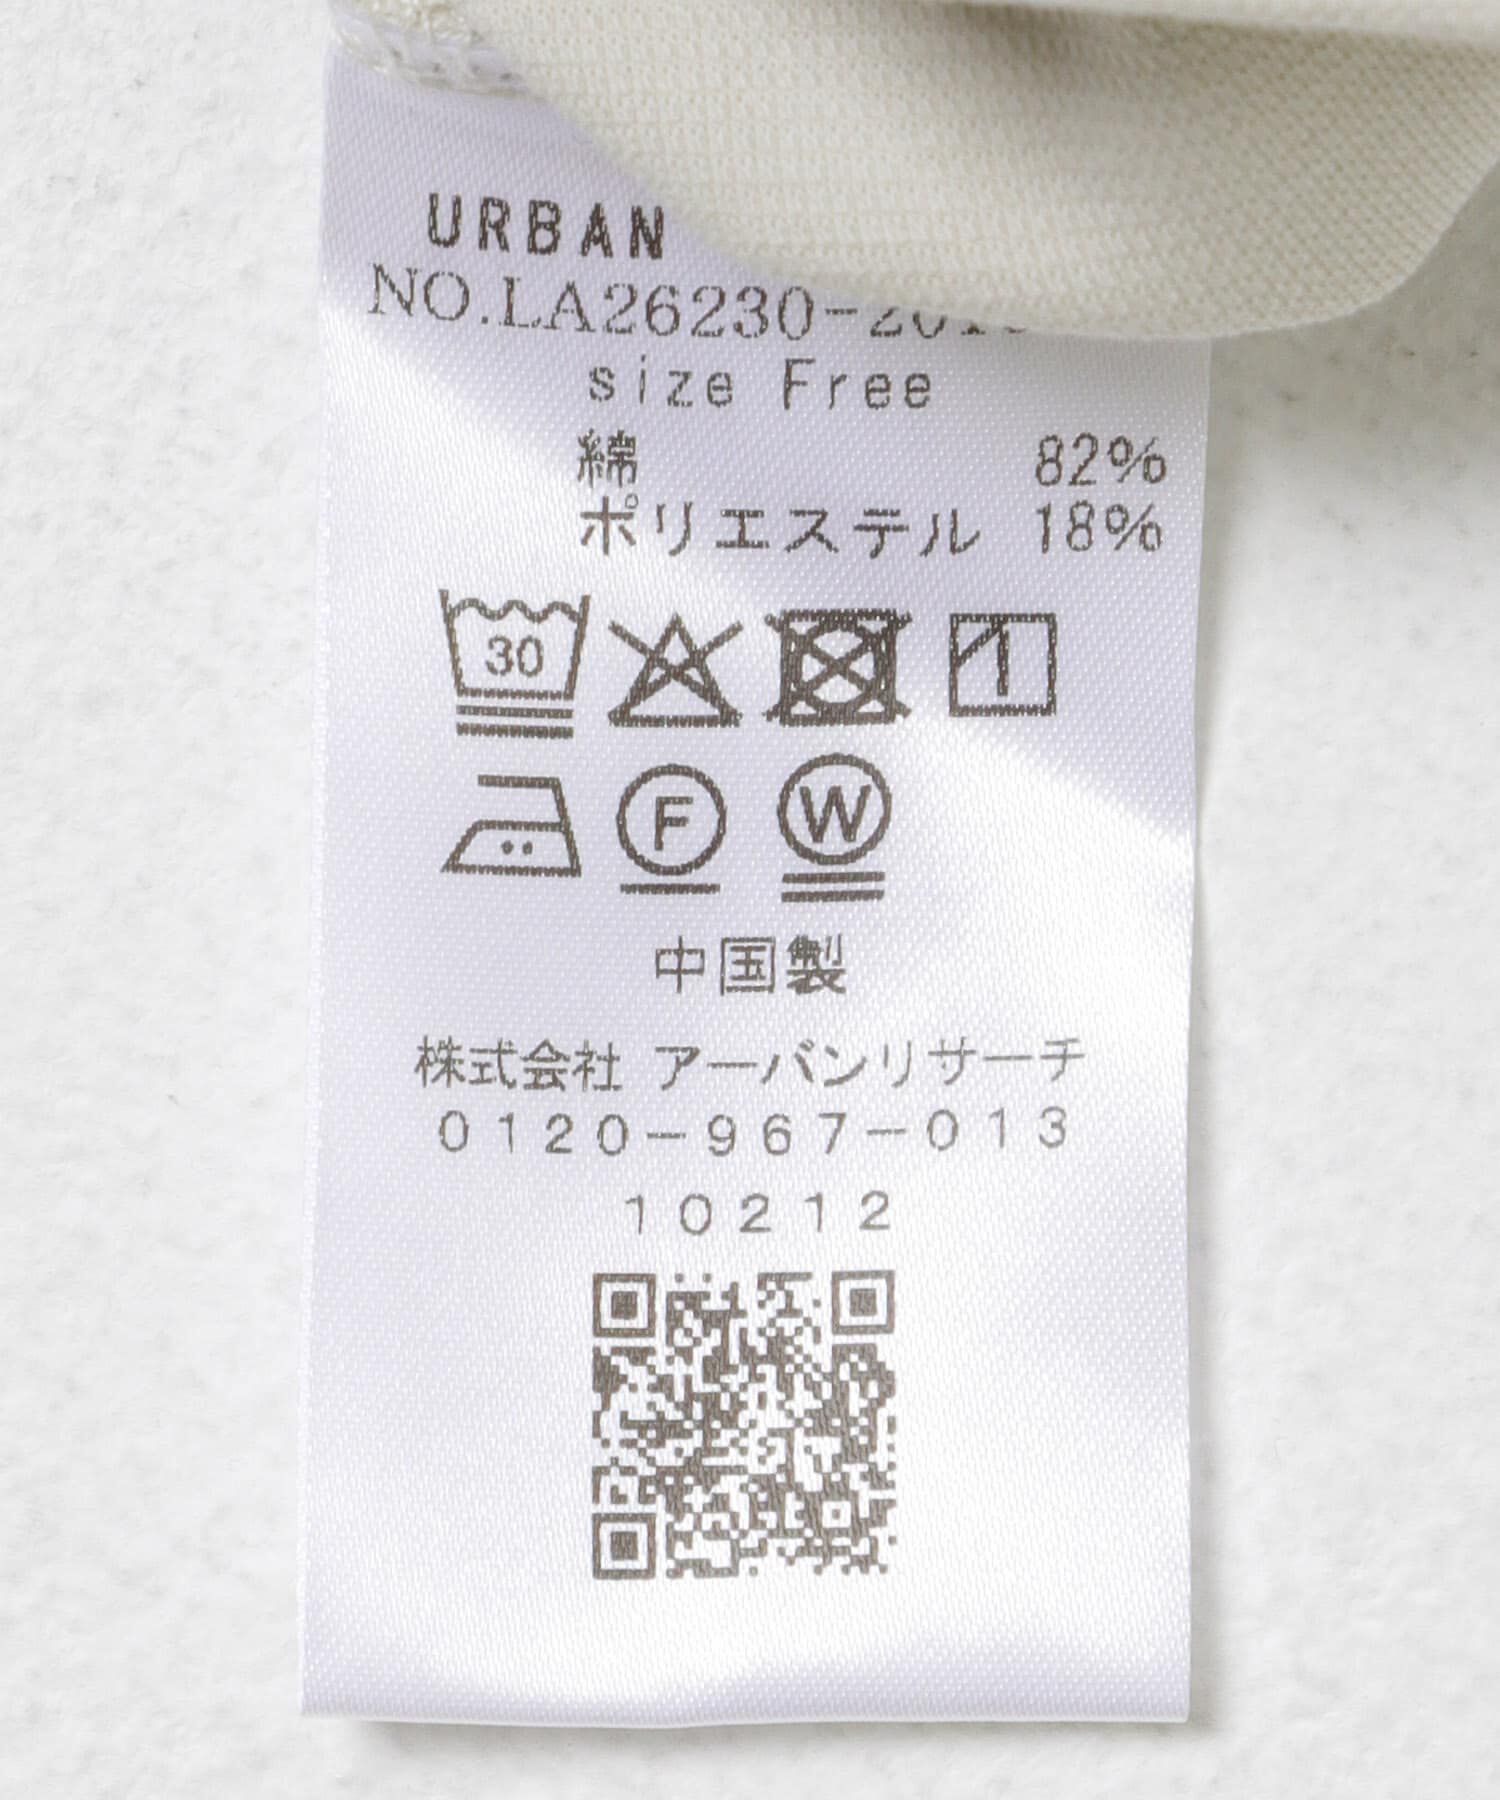 URBAN
NO.LA26230-201
size Free
綿 82%
ポリエステル 18%
30
F W
中国製
株式会社 アーバンリサーチ
0120-967-013
10212